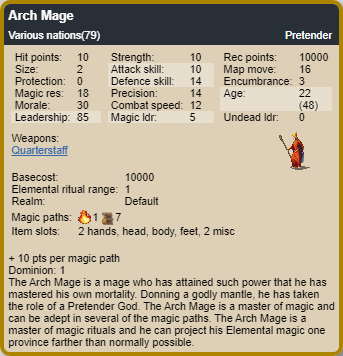 Arch Mage
Various nations(79) Pretender
Hit points: 10 Strength: 10 Rec points: 10000
Size: 2 Attack skill: 10 Map move: 16
Protection: 0 Defence skill: 14 Encumbrance: 3
Magic res: 18 Precision: 14 Age: 22
Morale: 30 Combat speed: 12 (48)
Leadership: 85 Magic ldr: 5 Undead ldr: 0
Weapons:
Quarterstaff
Basecost: 10000
Elemental ritual range: 1
Realm: Default
Magic paths: 1 7
Item slots: 2 hands, head, body, feet, 2 misc
+ 10 pts per magic path
Dominion: 1
The Arch Mage is a mage who has attained such power that he has
mastered his own mortality. Donning a godly mantle, he has taken
the role of a Pretender God. The Arch Mage is a master of magic and
can be adept in several of the magic paths. The Arch Mage is a
master of magic rituals and he can project his Elemental magic one
province farther than normally possible.